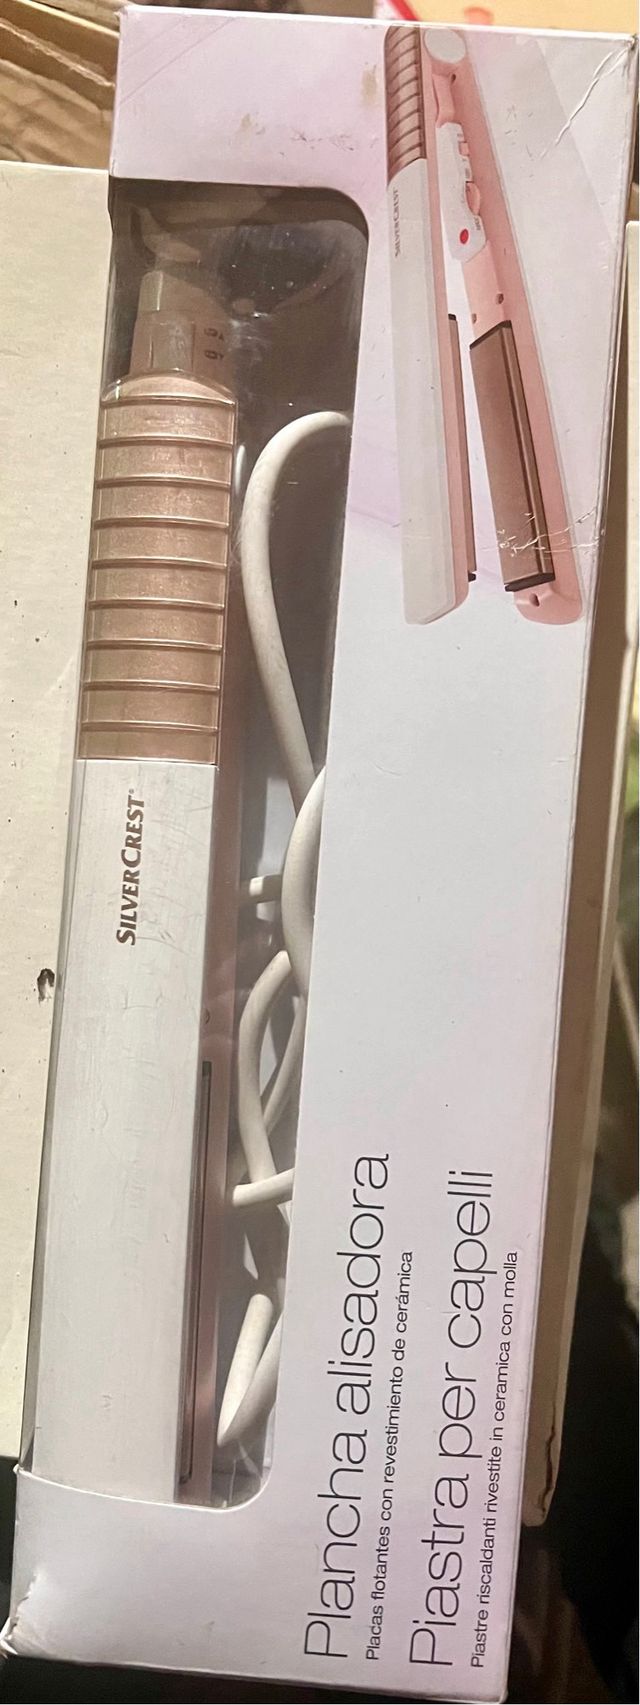 SILVERCREST®
SILVERCREST
Plancha alisadora
Placas flotantes con revestimiento de cerámica
Piastra per capelli
Piastre riscaldanti rivestite in ceramica con molla